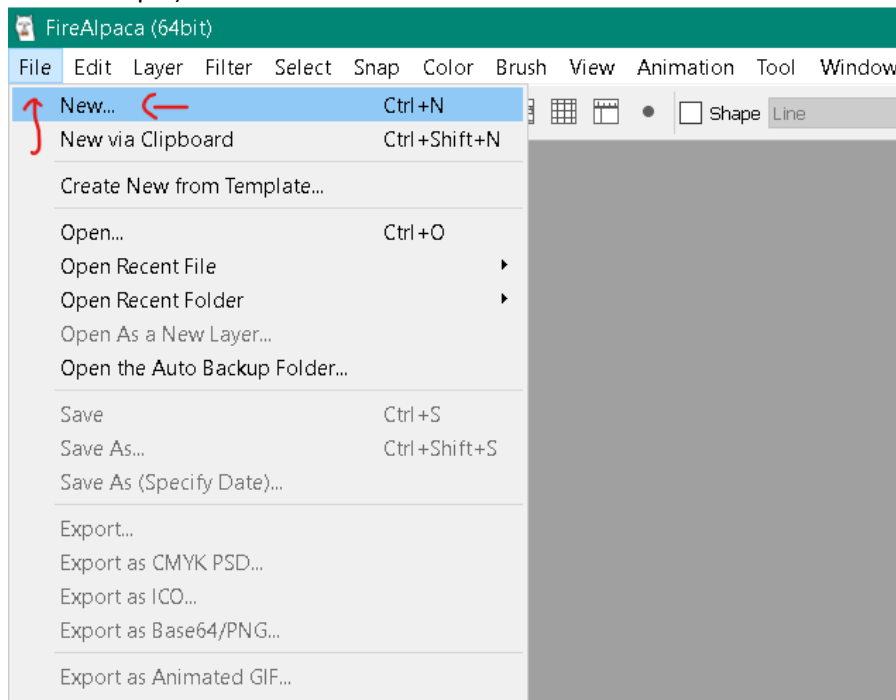 FireAlpaca (64bit)
File Edit Layer Filter Select Snap Color Brush View Animation Tool Window
New... Ctrl+N
Shape Line
New via Clipboard Ctrl+Shift+N
Create New from Template...
Open... Ctrl+O
Open Recent File
Open Recent Folder
Open As a New Layer...
Open the Auto Backup Folder...
Save Ctrl+S
Save As... Ctrl+Shift+S
Save As (Specify Date)...
Export...
Export as CMYK PSD...
Export as ICO...
Export as Base64/PNG...
Export as Animated GIF...